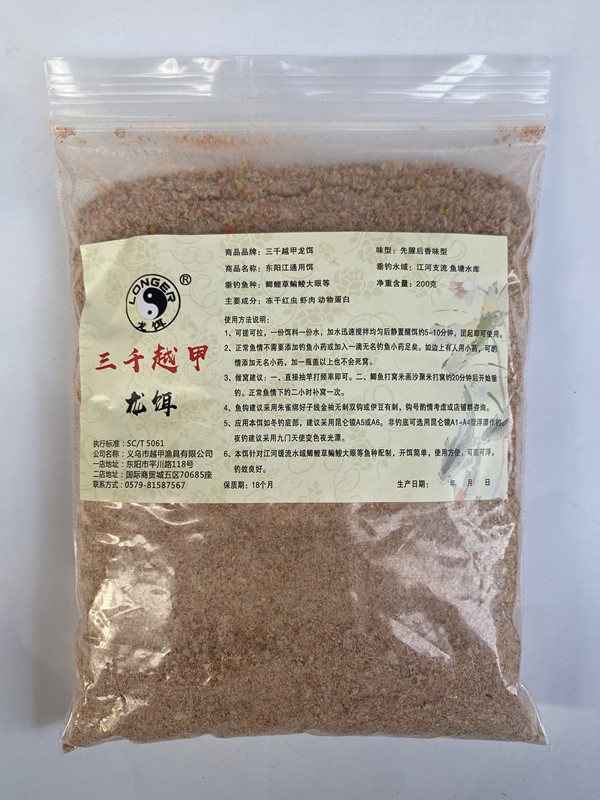 LONGER
龙饵
®
三千越甲
龙饵
执行标准：SC/T 5061
公司名称：义乌市越甲渔具有限公司
一店地址：东阳市平川路118号
二店地址：国际商贸城五区70685座
联系方式：0579-81587567
商品品牌：三千越甲龙饵
味型：先腥后香味型
商品名称：东阳江通用饵
垂钓水域：江河支流 鱼塘水库
垂钓鱼种：鲫鲤草鳊鲮大眼等
净重含量：200克
主要成分：冻干红虫 虾肉 动物蛋白
使用方法说明：
1、可搓可拉，一份饵料一份水，加水迅速搅拌均匀后静置醒饵约5-10分钟，团起即可使用。
2、正常鱼情不需要添加钓鱼小药或加入一滴无名钓鱼小药足矣。如边上有人用小药，可酌
情添加无名小药，加一瓶盖以上也不会死窝。
3、做窝建议：一、直接抽竿打频率即可。二、鲫鱼打窝米画沙聚米打窝约20分钟后开始垂
钓。正常鱼情下约二小时补窝一次。
4、鱼钩建议采用朱雀绑好子线金抽无刺双钩或伊豆有刺，钩号酌情考虑或店铺群咨询。
5、应用本饵如冬钓底部，建议采用昆仑镇A5或A6。非钓底可选用昆仑镇A1-A4型浮漂作钓
夜钓建议采用九门天使变色夜光漂。
6、本饵针对江河缓流水域鲫鲤草鳊鲮大眼等鱼种配制，开饵简单，使用方便，可底可浮，
钓效良好。
保质期：18个月
生产日期： 年 月 日